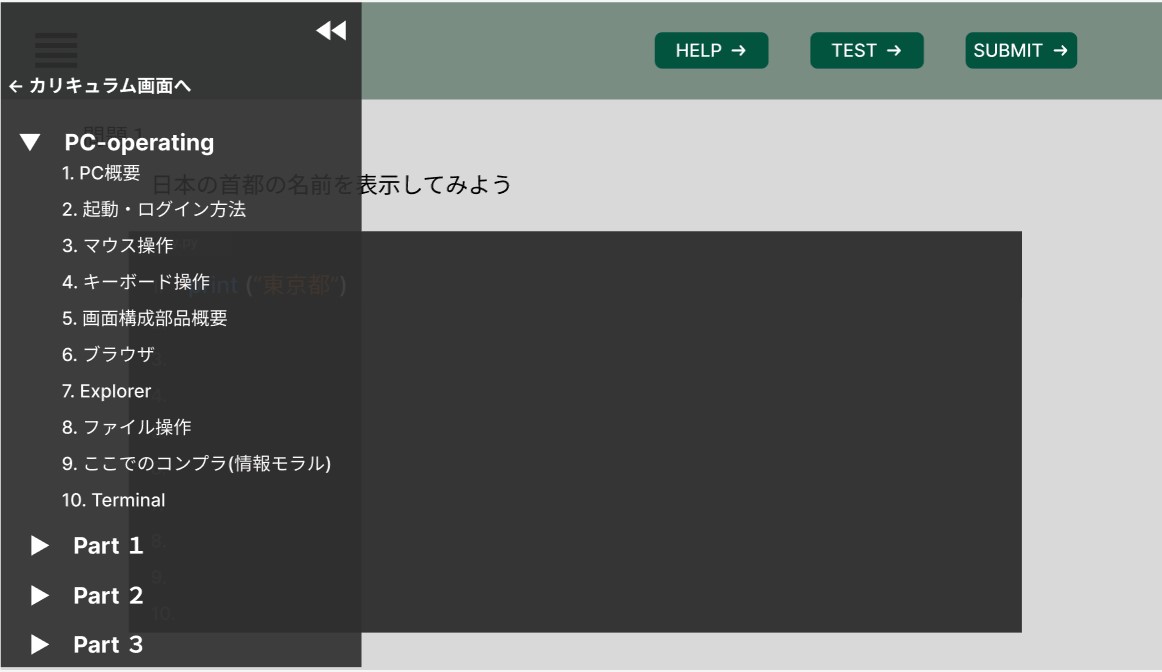 HELP →
TEST →
SUBMIT →
← カリキュラム画面へ
問題 1
▼ PC-operating
1. PC概要
日本の首都の名前を表示してみよう
2. 起動・ログイン方法
3. マウス操作
4. キーボード操作
print ("東京都")
5. 画面構成部品概要
6. ブラウザ
7. Explorer
8. ファイル操作
9. ここでのコンプラ(情報モラル)
10. Terminal
▶ Part 1
8.
9.
▶ Part 2
10.
▶ Part 3